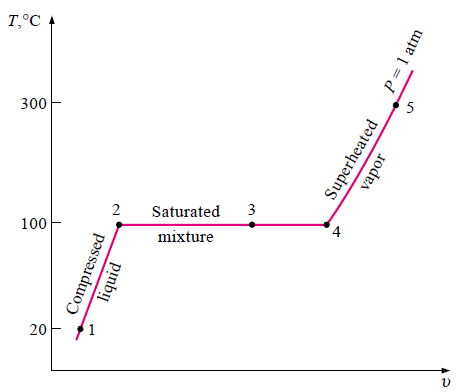 T,°C
P = 1 atm
300
5
Superheated
vapor
2
Saturated
3
100
mixture
4
Compressed
liquid
20
1
υ